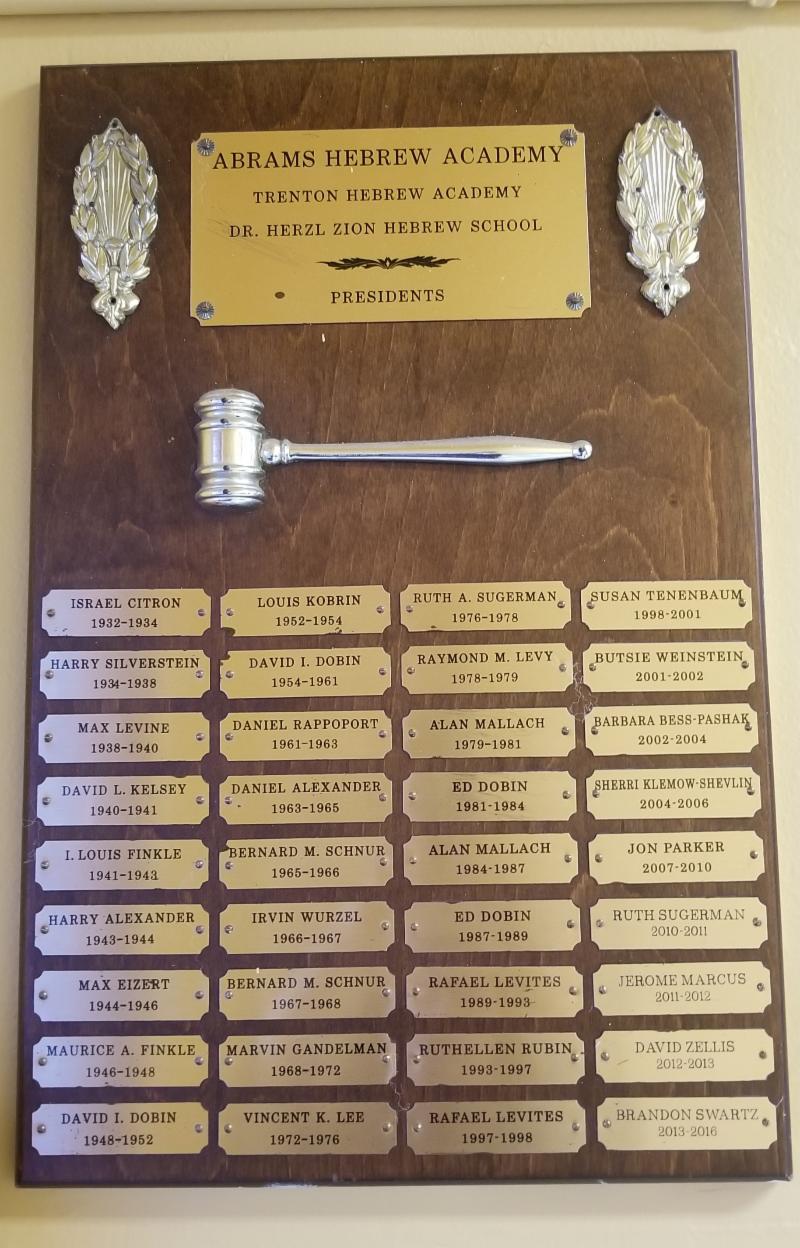 ABRAMS HEBREW ACADEMY
TRENTON HEBREW ACADEMY
DR. HERZL ZION HEBREW SCHOOL
PRESIDENTS
ISRAEL CITRON
1932-1934
HARRY SILVERSTEIN
1934-1938
MAX LEVINE
1938-1940
DAVID L. KELSEY
1940-1941
I. LOUIS FINKLE
1941-1943
HARRY ALEXANDER
1943-1944
MAX EIZERT
1944-1946
MAURICE A. FINKLE
1946-1948
DAVID I. DOBIN
1948-1952
LOUIS KOBRIN
1952-1954
DAVID I. DOBIN
1954-1961
DANIEL RAPPOPORT
1961-1963
DANIEL ALEXANDER
1963-1965
BERNARD M. SCHNUR
1965-1966
IRVIN WURZEL
1966-1967
BERNARD M. SCHNUR
1967-1968
MARVIN GANDELMAN
1968-1972
VINCENT K. LEE
1972-1976
RUTH A. SUGERMAN
1976-1978
RAYMOND M. LEVY
1978-1979
ALAN MALLACH
1979-1981
ED DOBIN
1981-1984
ALAN MALLACH
1984-1987
ED DOBIN
1987-1989
RAFAEL LEVITES
1989-1993
RUTHELLEN RUBIN
1993-1997
RAFAEL LEVITES
1997-1998
SUSAN TENENBAUM
1998-2001
BUTSIE WEINSTEIN
2001-2002
BARBARA BESS-PASHAK
2002-2004
SHERRI KLEMOW-SHEVLIN
2004-2006
JON PARKER
2007-2010
RUTH SUGERMAN
2010-2011
JEROME MARCUS
2011-2012
DAVID ZELLIS
2012-2013
BRANDON SWARTZ
2013-2016